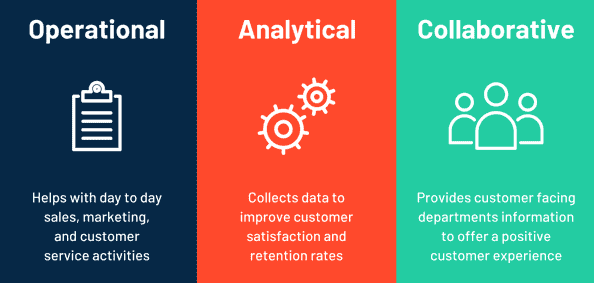 Operational
Helps with day to day
sales, marketing,
and customer
service activities
Analytical
Collects data to
improve customer
satisfaction and
retention rates
Collaborative
Provides customer facing
departments information
to offer a positive
customer experience